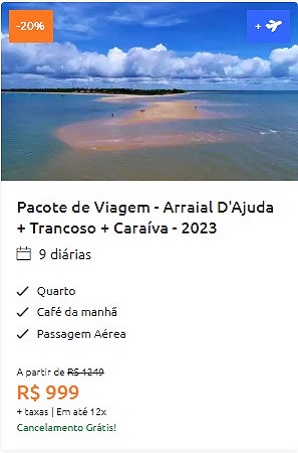 -20%
+
Pacote de Viagem - Arraial D'Ajuda
+ Trancoso + Caraíva - 2023
9 diárias
Quarto
Café da manhã
Passagem Aérea
A partir de R$ 1249
R$ 999
+ taxas | Em até 12x
Cancelamento Grátis!